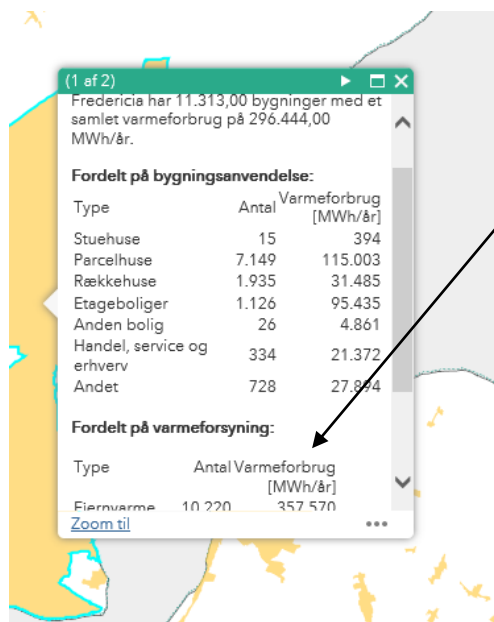 (1 af 2)
Fredericia har 11.313,00 bygninger med et
samlet varmeforbrug på 296.444,00
MWh/år.
Fordelt på bygningsanvendelse:
Type Antal Varmeforbrug
[MWh/år]
Stuehuse 15 394
Parcelhuse 7.149 115.003
Rækkehuse 1.935 31.485
Etageboliger 1.126 95.435
Anden bolig 26 4.861
Handel, service og
erhverv 334 21.372
Andet 728 27.894
Fordelt på varmeforsyning:
Type Antal Varmeforbrug
[MWh/år]
Fjernvarme 10.220 357.570
Zoom til